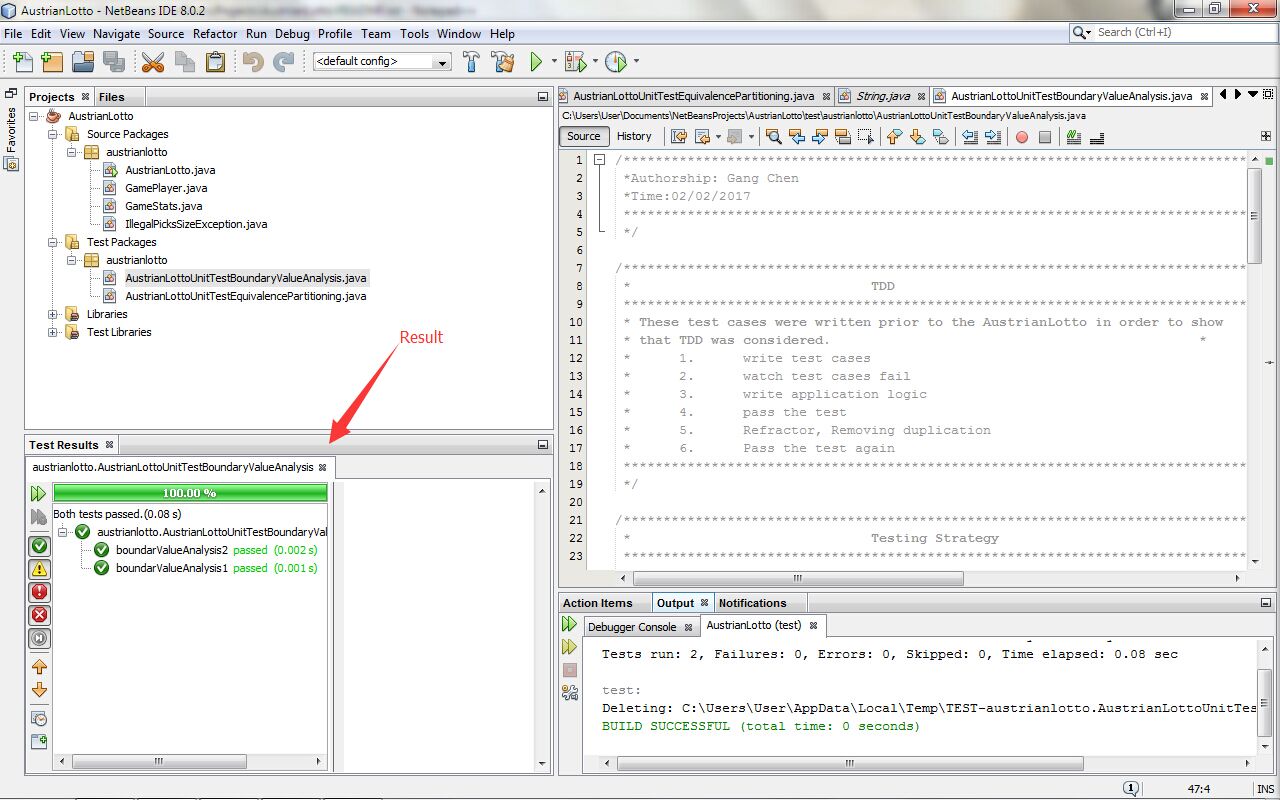 AustrianLotto - NetBeans IDE 8.0.2
File Edit View Navigate Source Refactor Run Debug Profile Team Tools Window Help
Search (Ctrl+I)
<default config>
Favorites
Projects Files
AustrianLotto
Source Packages
austrianlotto
AustrianLotto.java
GamePlayer.java
GameStats.java
IllegalPicksSizeException.java
Test Packages
austrianlotto
AustrianLottoUnitTestBoundaryValueAnalysis.java
AustrianLottoUnitTestEquivalencePartitioning.java
Libraries
Test Libraries
Result
Test Results
austrianlotto.AustrianLottoUnitTestBoundaryValueAnalysis
100.00 %
Both tests passed.(0.08 s)
austrianlotto.AustrianLottoUnitTestBoundaryVal
boundarValueAnalysis2 passed (0.002 s)
boundarValueAnalysis1 passed (0.001 s)
AustrianLottoUnitTestEquivalencePartitioning.java String.java AustrianLottoUnitTestBoundaryValueAnalysis.java
C:\Users\User\Documents\NetBeansProjects\AustrianLotto\test\austrianlotto\AustrianLottoUnitTestBoundaryValueAnalysis.java
Source History
1 /******************************************************************************
2 *Authorship: Gang Chen
3 *Time:02/02/2017
4 ******************************************************************************
5 */
6
7 /******************************************************************************
8 * TDD
9 ******************************************************************************
10 * These test cases were written prior to the AustrianLotto in order to show
11 * that TDD was considered. *
12 * 1. write test cases
13 * 2. watch test cases fail
14 * 3. write application logic
15 * 4. pass the test
16 * 5. Refractor, Removing duplication
17 * 6. Pass the test again
18 ******************************************************************************
19 */
20
21 /******************************************************************************
22 * Testing Strategy
23 ******************************************************************************
Action Items Output Notifications
Debugger Console AustrianLotto (test)
Tests run: 2, Failures: 0, Errors: 0, Skipped: 0, Time elapsed: 0.08 sec
test:
Deleting: C:\Users\User\AppData\Local\Temp\TEST-austrianlotto.AustrianLottoUnitTes
BUILD SUCCESSFUL (total time: 0 seconds)
1 47:4 INS